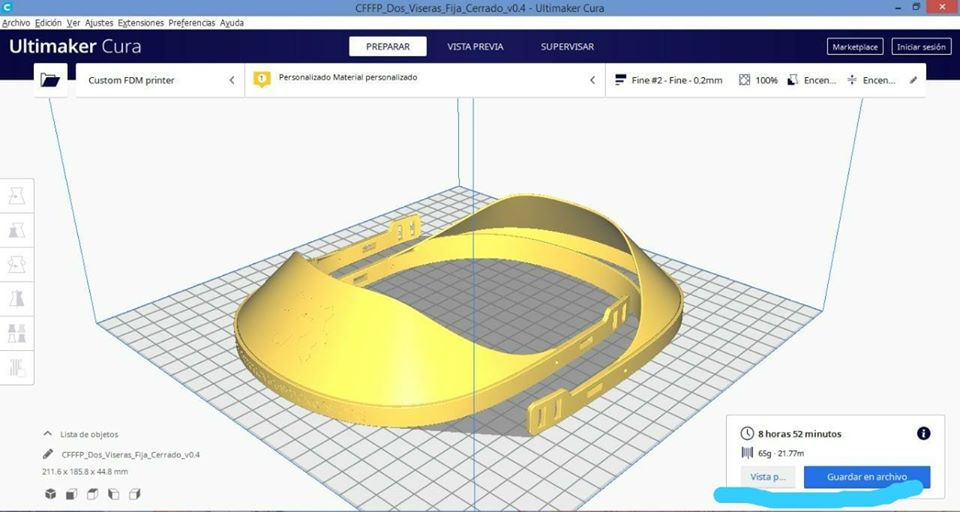 CFFFP_Dos_Viseras_Fija_Cerrado_v0.4 - Ultimaker Cura
Archivo Edición Ver Ajustes Extensiones Preferencias Ayuda
Ultimaker Cura
PREPARAR
VISTA PREVIA
SUPERVISAR
Marketplace
Iniciar sesión
Custom FDM printer
1
Personalizado Material personalizado
Fine #2 - Fine - 0.2mm
100%
Encen...
Encen...
Lista de objetos
CFFFP_Dos_Viseras_Fija_Cerrado_v0.4
211.6 x 185.8 x 44.8 mm
8 horas 52 minutos
65g · 21.77m
Vista p...
Guardar en archivo